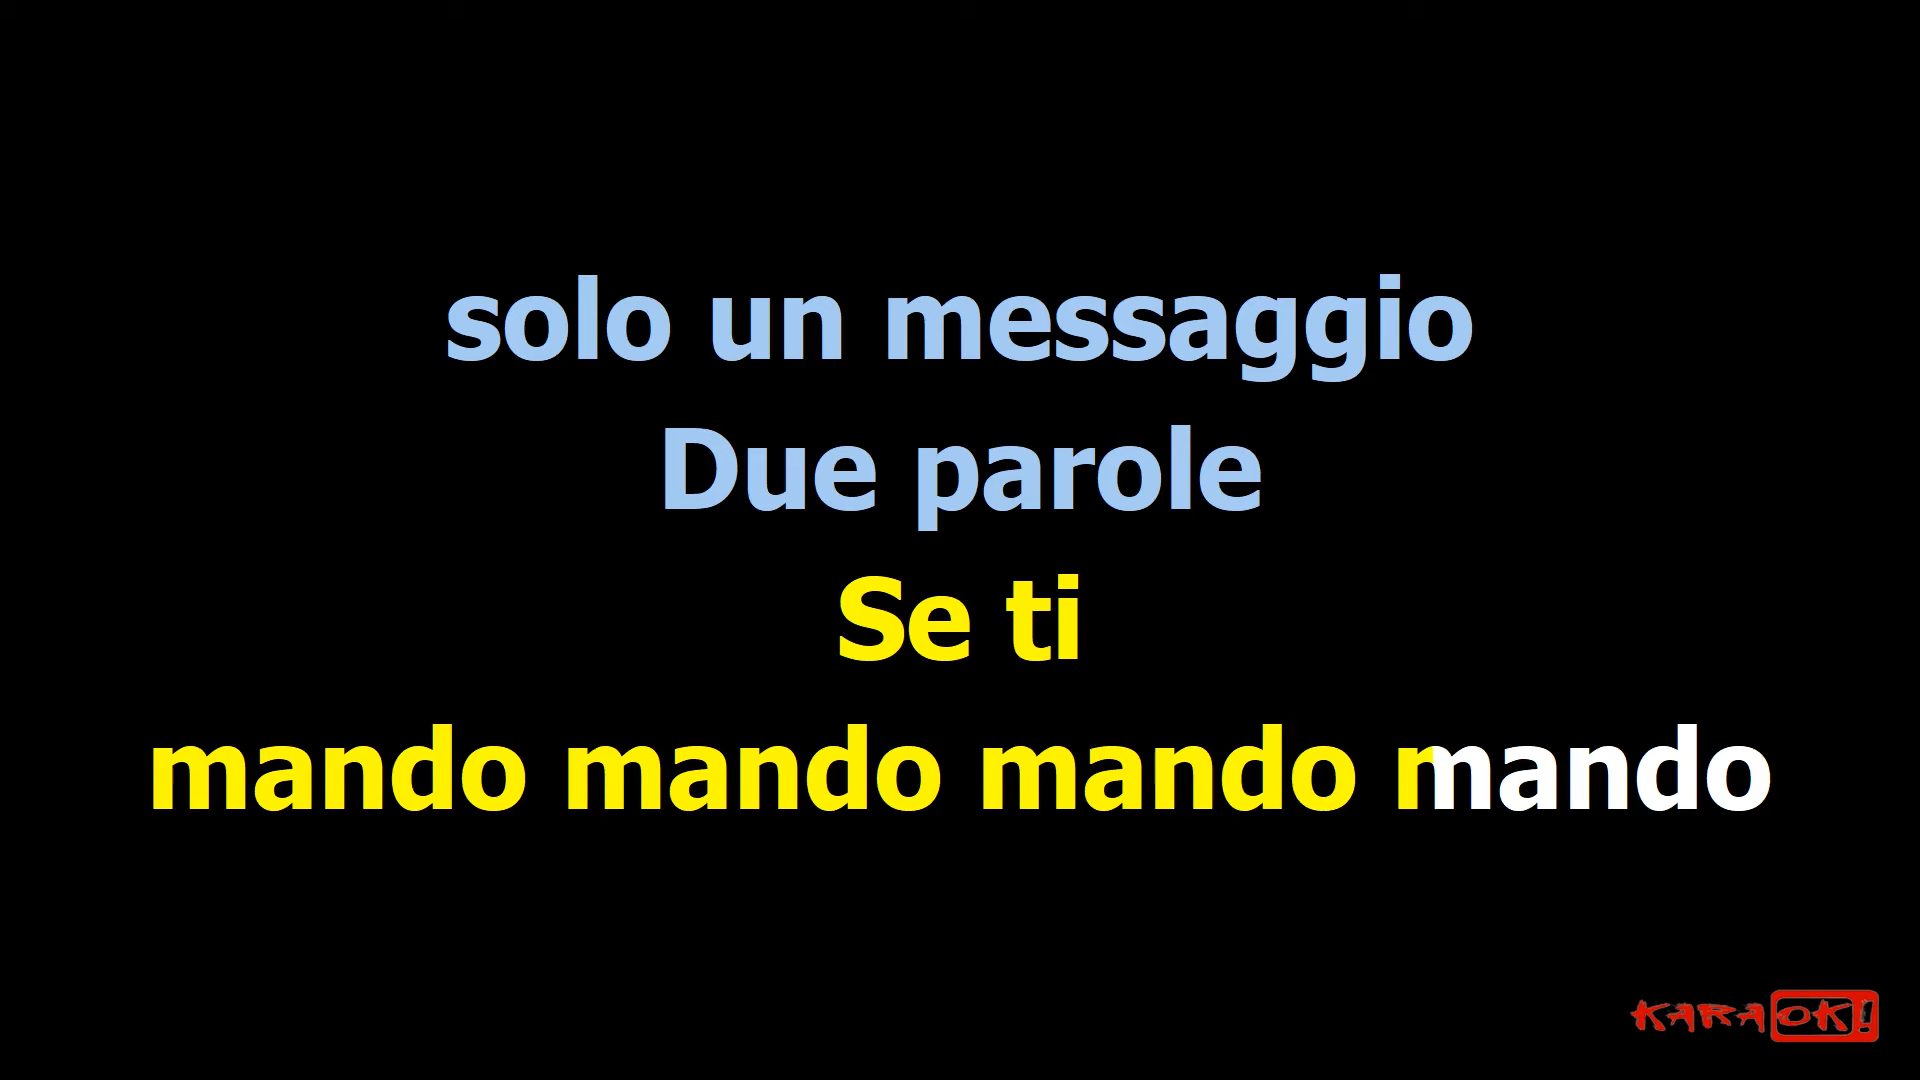 solo un messaggio
Due parole
Se ti
mando mando mando mando
KARAOK!